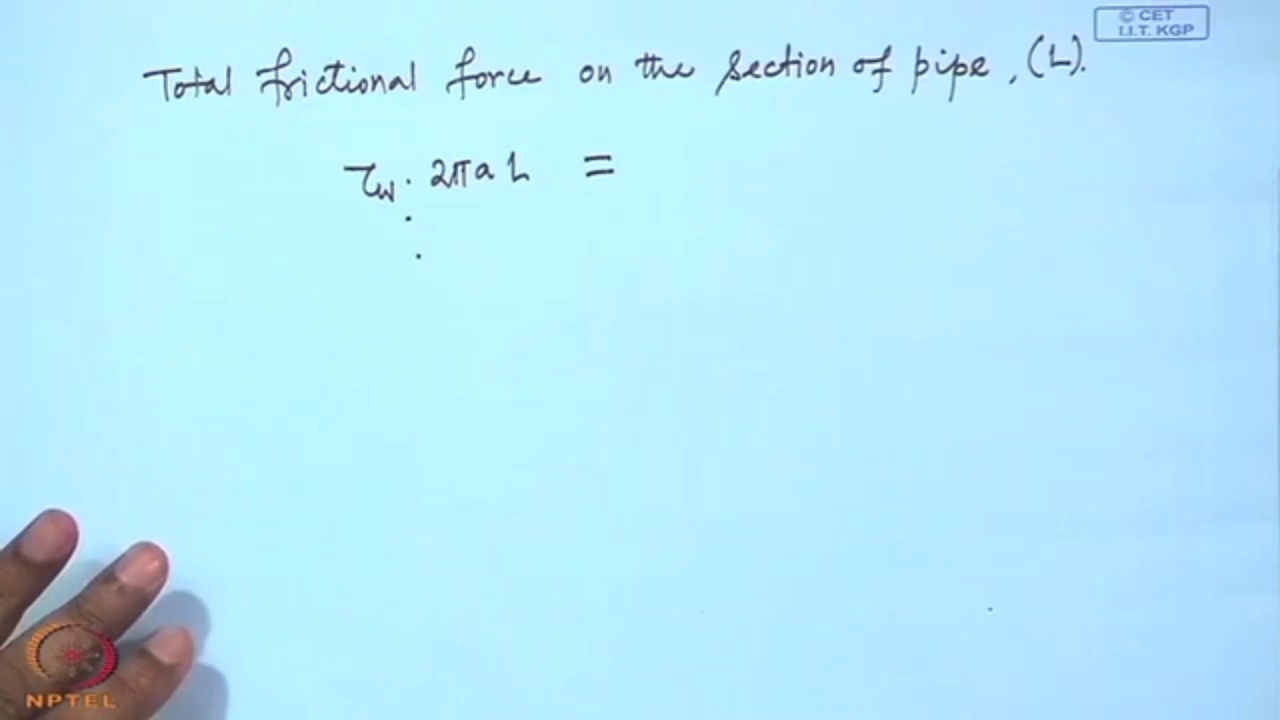 © CET
I.I.T. KGP
Total frictional force on the section of pipe, (L).
τw · 2πa L =
NPTEL